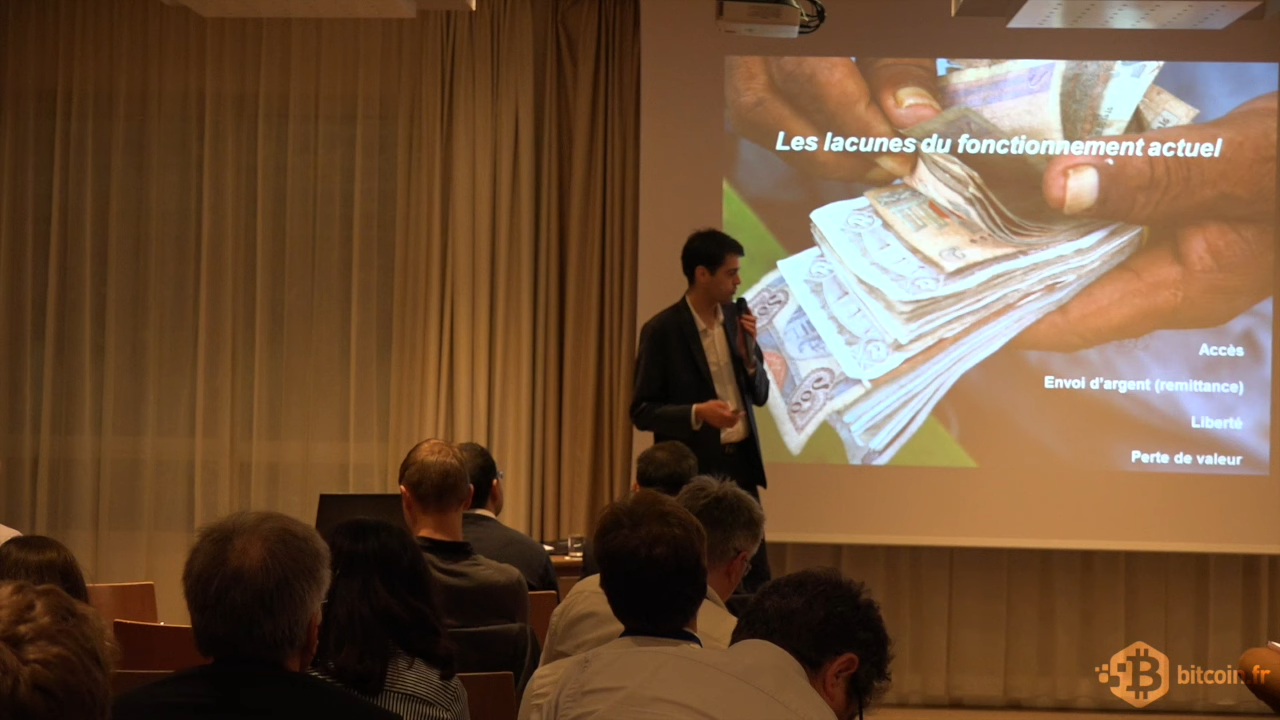 Les lacunes du fonctionnement actuel
Accès
Envoi d'argent (remittance)
Liberté
Perte de valeur
bitcoin.fr